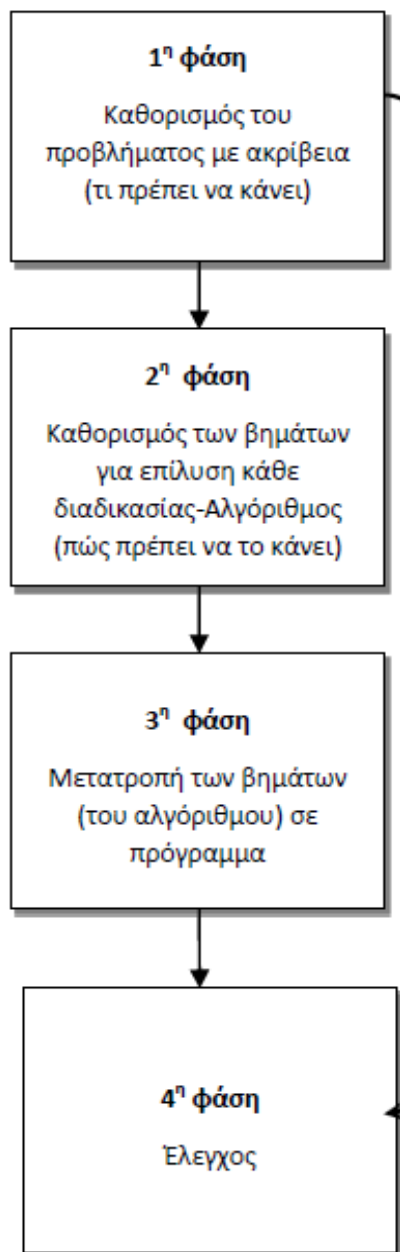 1η φάση
Καθορισμός του
προβλήματος με ακρίβεια
(τι πρέπει να κάνει)
2η φάση
Καθορισμός των βημάτων
για επίλυση κάθε
διαδικασίας-Αλγόριθμος
(πώς πρέπει να το κάνει)
3η φάση
Μετατροπή των βημάτων
(του αλγόριθμου) σε
πρόγραμμα
4η φάση
Έλεγχος